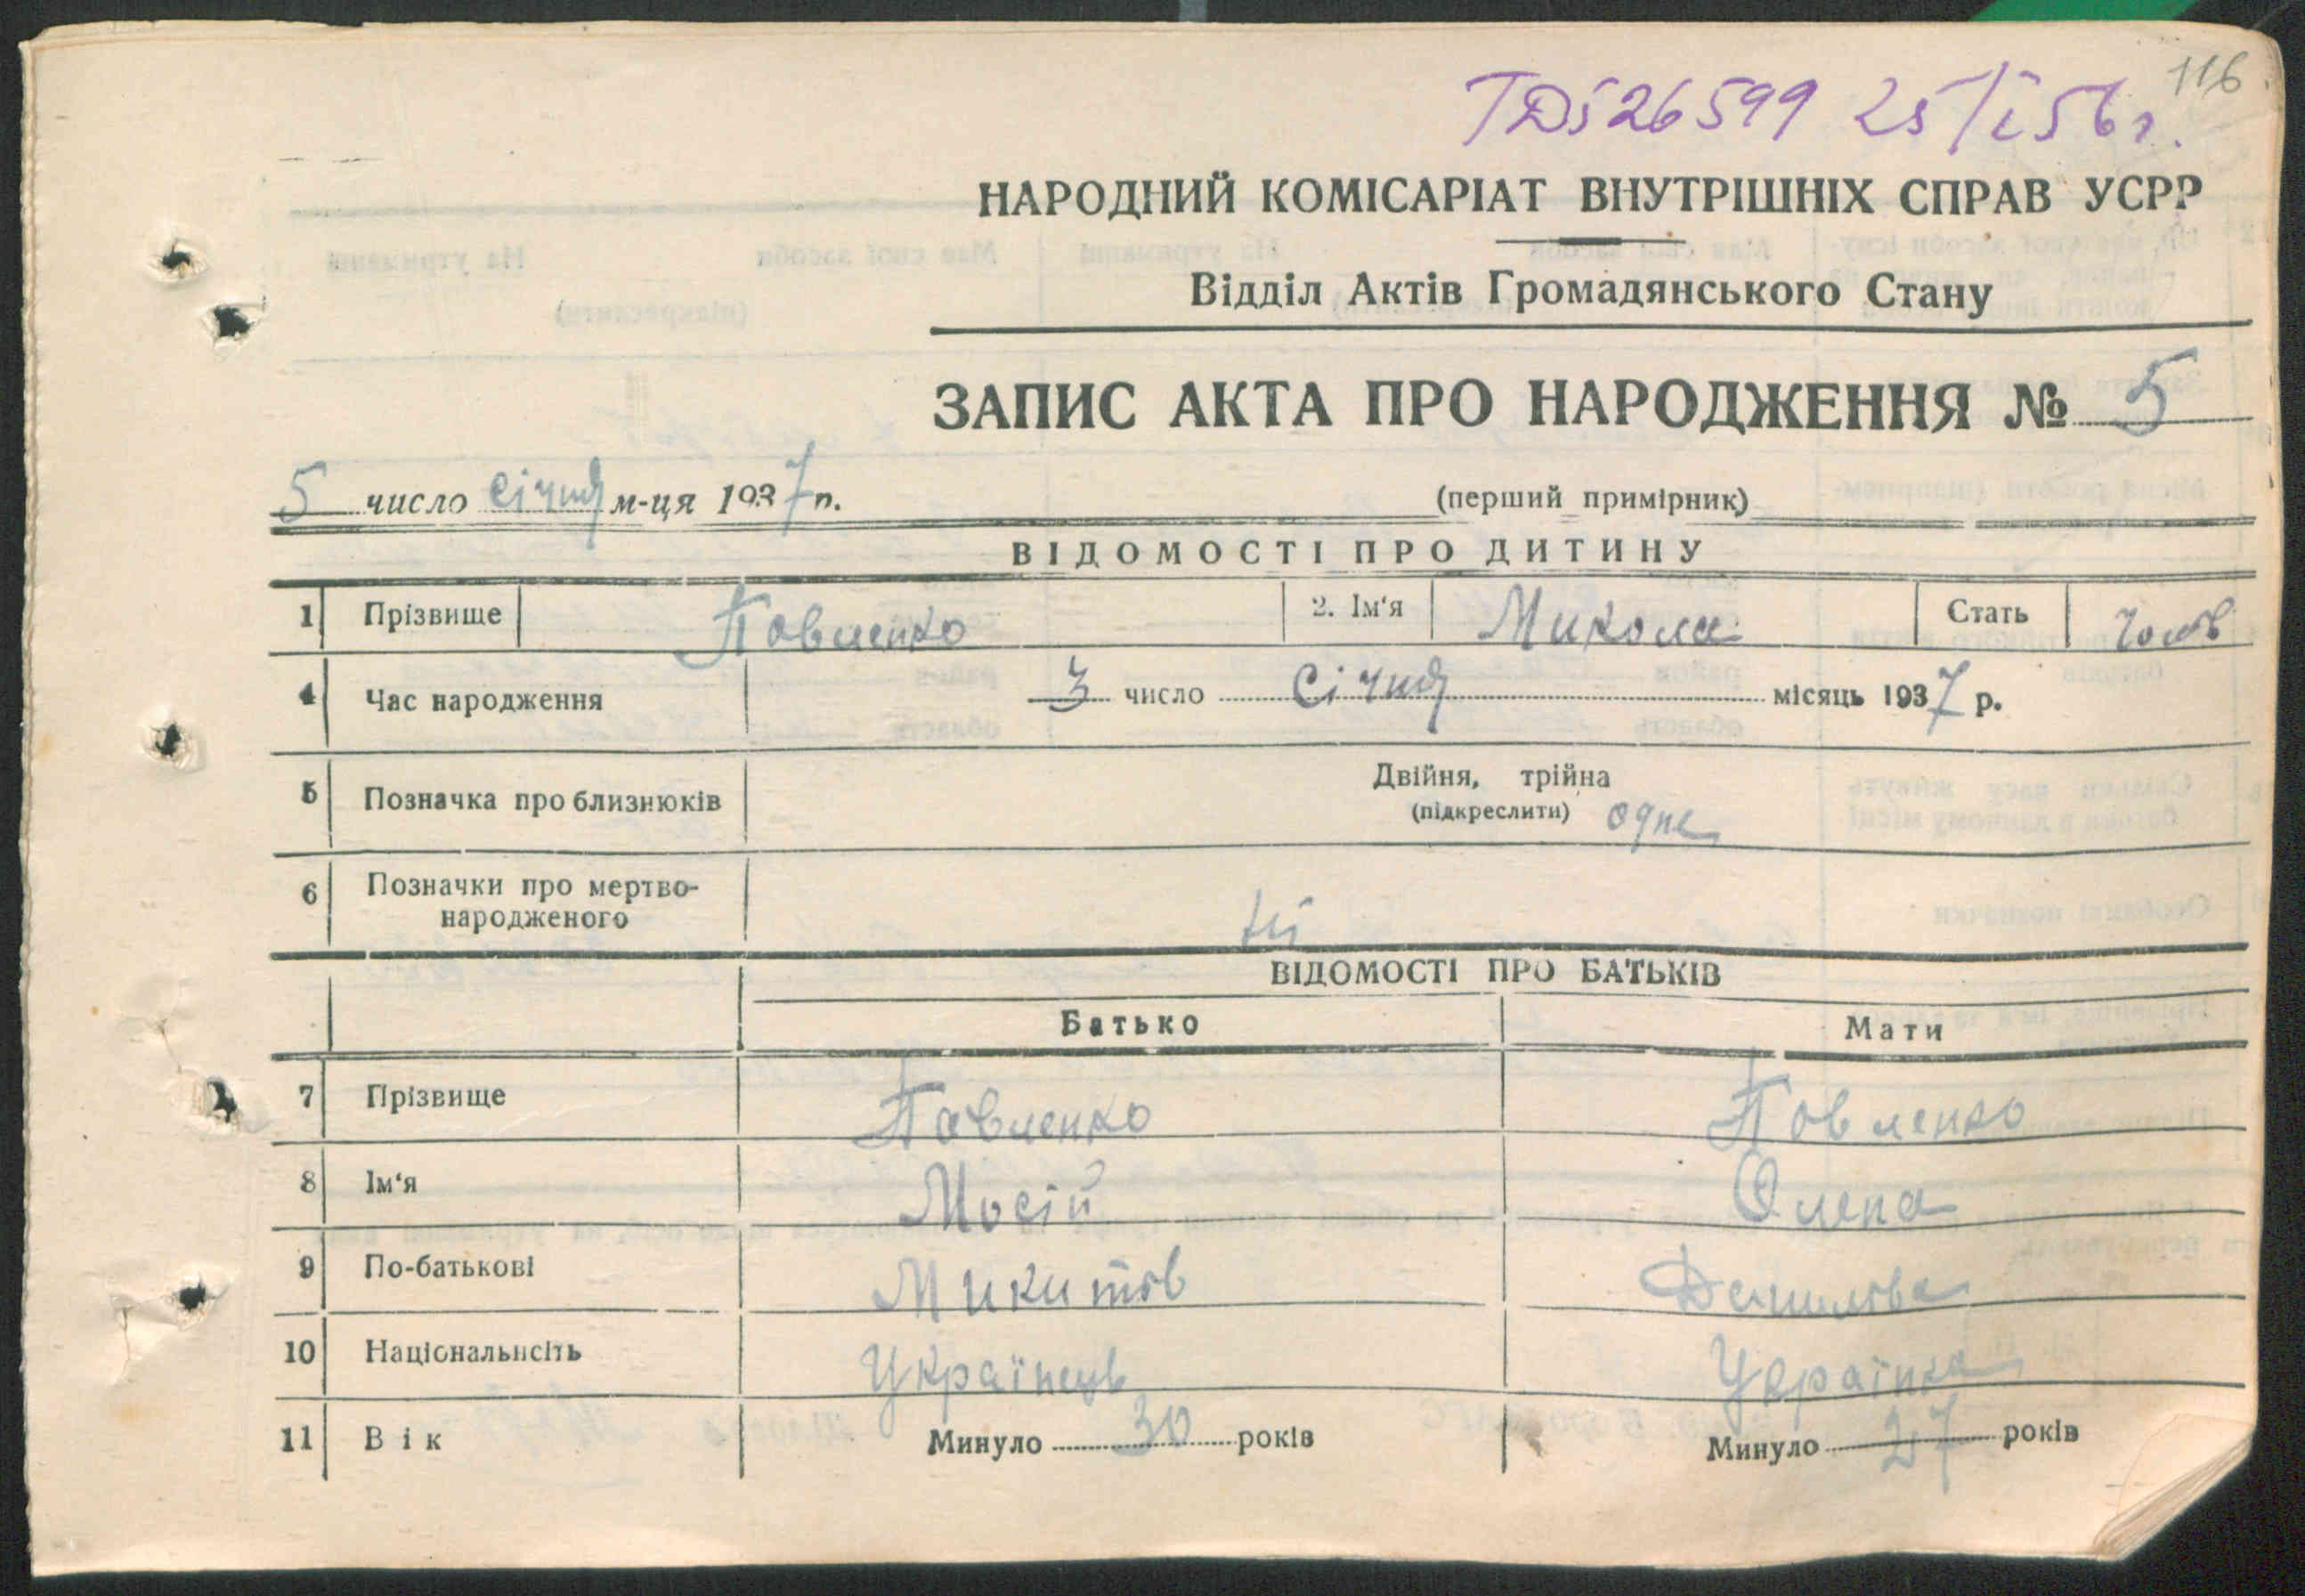 116
ТД526599 25/I 56 г.
НАРОДНИЙ КОМІСАРІАТ ВНУТРІШНІХ СПРАВ УСРР
Відділ Актів Громадянського Стану
ЗАПИС АКТА ПРО НАРОДЖЕННЯ № 5
5 число січня м-ця 1937 р.
(перший примірник)
ВІДОМОСТІ ПРО ДИТИНУ
1 Прізвище Павленко 2. Ім'я Микола Стать чолов
4 Час народження 3 число січня місяць 1937 р.
5 Позначка про близнюків Двійня, трійна
(підкреслити) одне
6 Позначки про мертво-
народженого ні
ВІДОМОСТІ ПРО БАТЬКІВ
Батько Мати
7 Прізвище Павленко Павленко
8 Ім'я Мосій Олена
9 По-батькові Микитов Данилова
10 Національнсіть Українець Українка
11 Вік Минуло 30 років Минуло 27 років